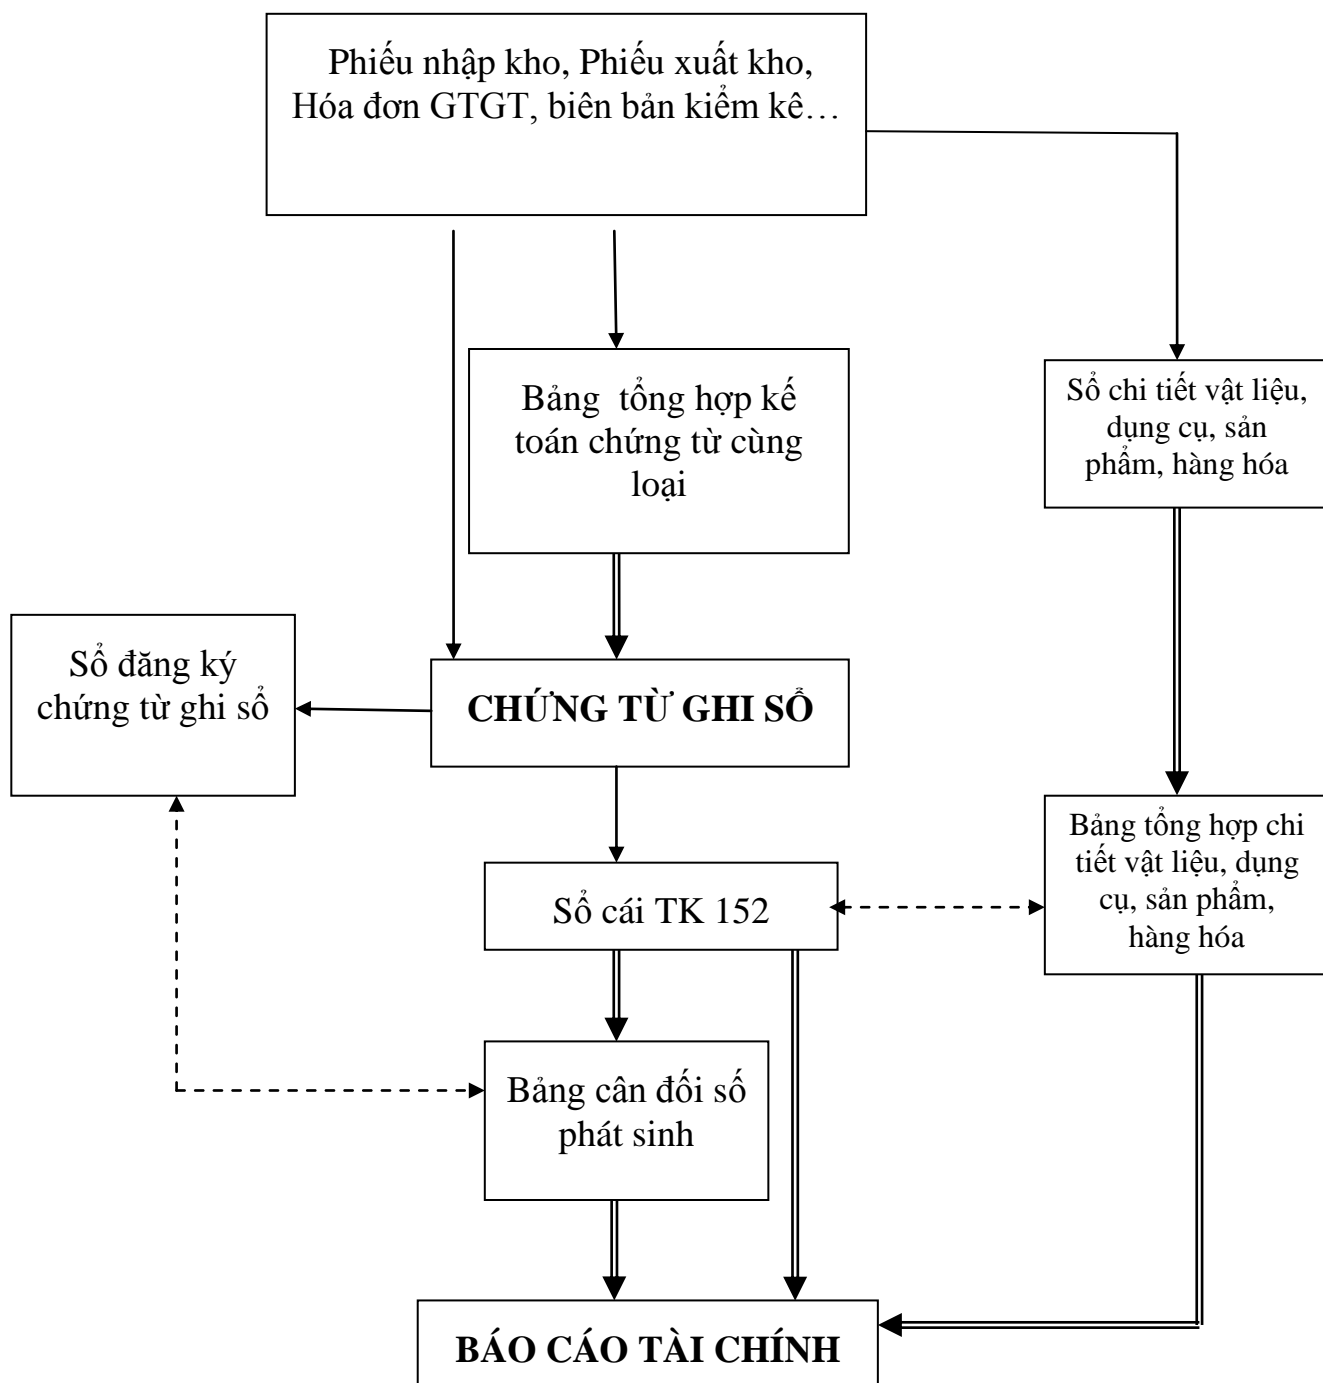 Phiếu nhập kho, Phiếu xuất kho,
Hóa đơn GTGT, biên bản kiểm kê…
Bảng tổng hợp kế
toán chứng từ cùng
loại
Sổ chi tiết vật liệu,
dụng cụ, sản
phẩm, hàng hóa
Sổ đăng ký
chứng từ ghi sổ
CHỨNG TỪ GHI SỔ
Bảng tổng hợp chi
tiết vật liệu, dụng
cụ, sản phẩm,
hàng hóa
Sổ cái TK 152
Bảng cân đối số
phát sinh
BÁO CÁO TÀI CHÍNH